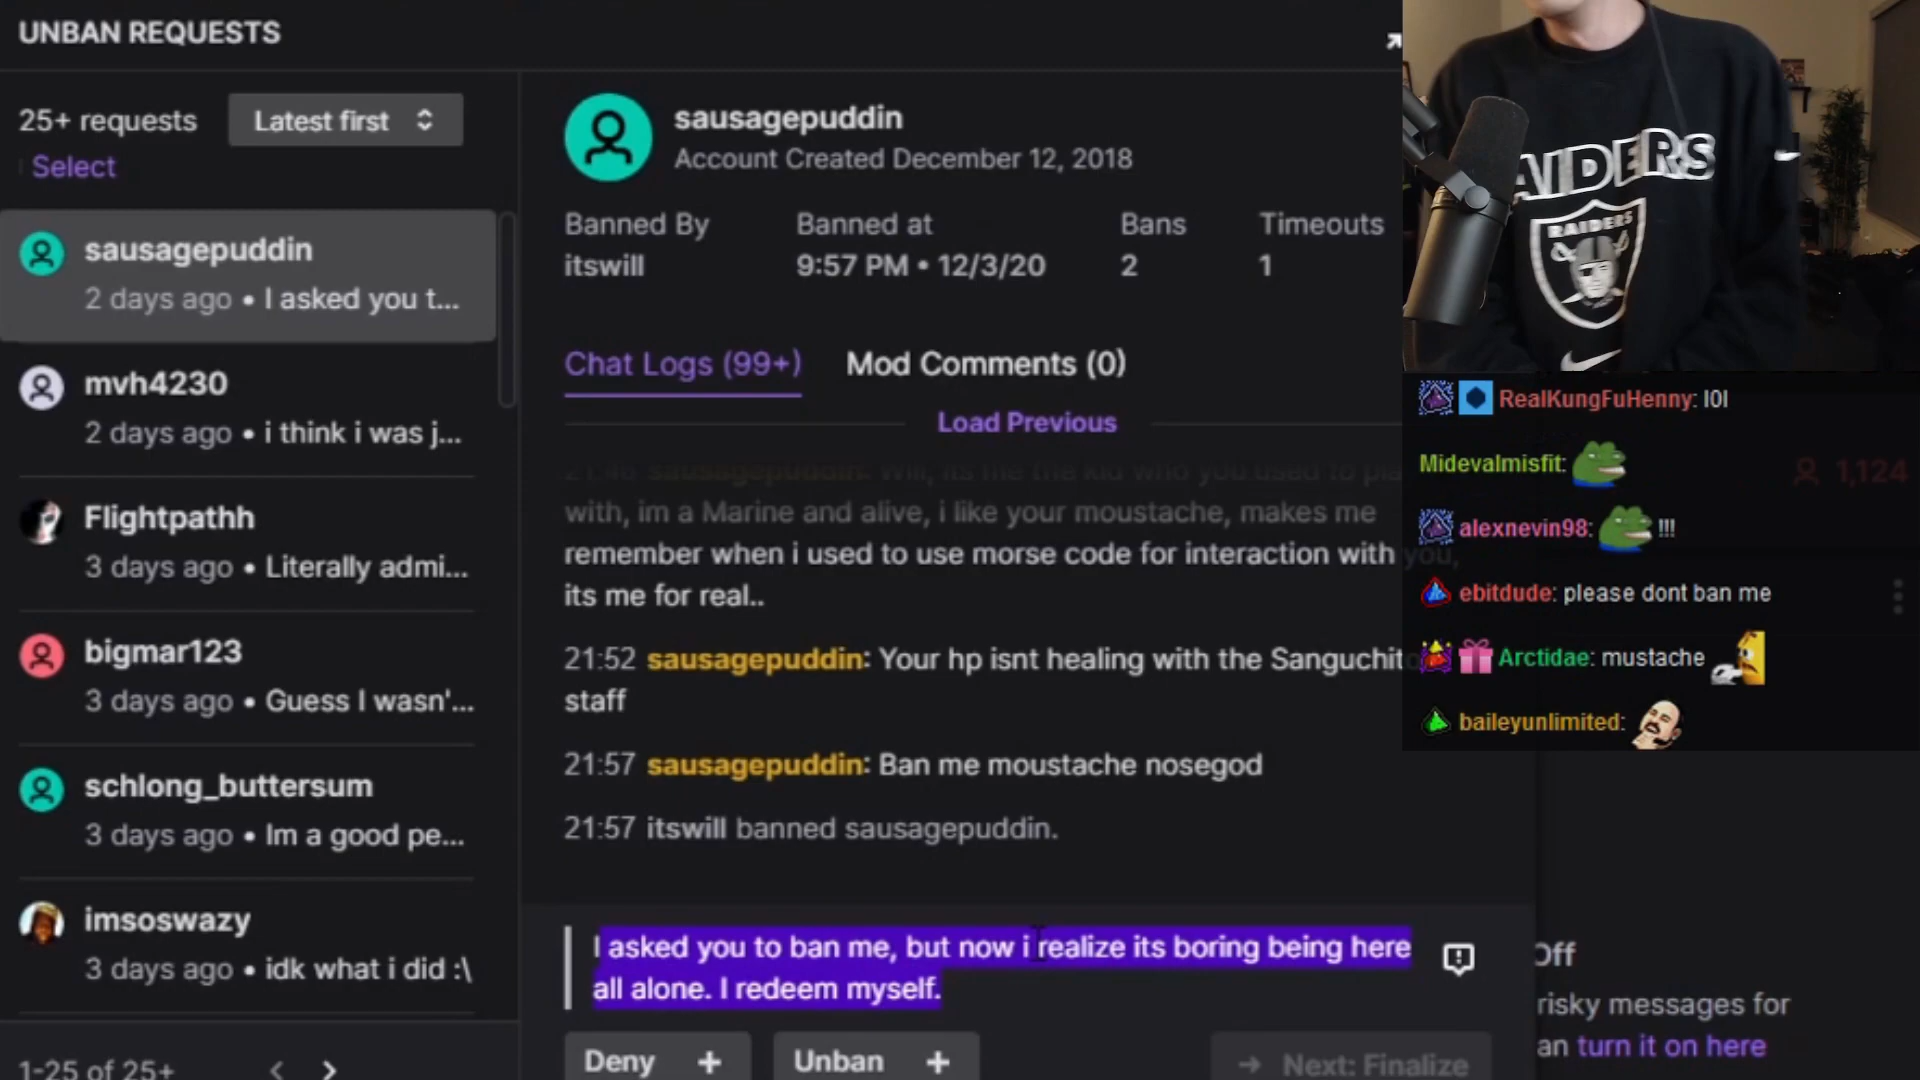 UNBAN REQUESTS
25+ requests
Latest first
Select
sausagepuddin
2 days ago • I asked you t...
mvh4230
2 days ago • i think i was j...
Flightpathh
3 days ago • Literally admi...
bigmar123
3 days ago • Guess I wasn'...
schlong_buttersum
3 days ago • Im a good pe...
imsoswazy
3 days ago • idk what i did :\
1-25 of 25+
sausagepuddin
Account Created December 12, 2018
Banned By
Banned at
Bans
Timeouts
itswill
9:57 PM • 12/3/20
2
1
Chat Logs (99+)
Mod Comments (0)
Load Previous
21:46 sausagepuddin: Will, its me the kid who you used to pla
with, im a Marine and alive, i like your moustache, makes me
remember when i used to use morse code for interaction with you,
its me for real..
21:52 sausagepuddin: Your hp isnt healing with the Sanguchito
staff
21:57 sausagepuddin: Ban me moustache nosegod
21:57 itswill banned sausagepuddin.
I asked you to ban me, but now i realize its boring being here
all alone. I redeem myself.
Deny +
Unban +
Next: Finalize
AIDERS
RAIDERS
RealKungFuHenny: l0l
Midevalmisfit:
1,124
alexnevin98: !!!
ebitdude: please dont ban me
Arctidae: mustache
baileyunlimited:
Off
risky messages for
an turn it on here